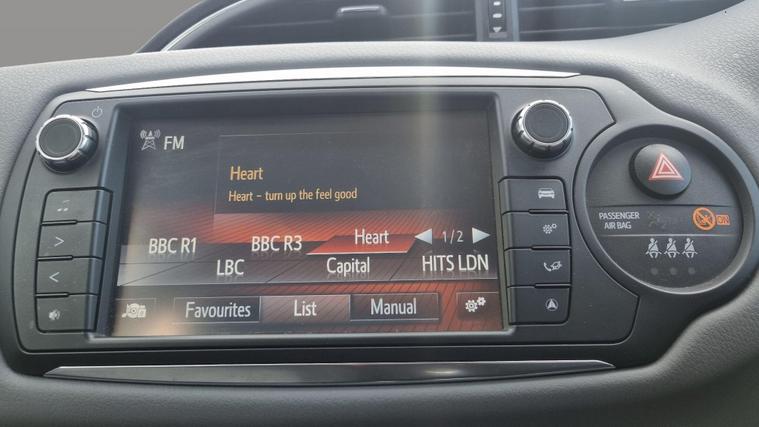 FM
Heart
Heart - turn up the feel good
BBC R1 BBC R3 Heart 1/2
LBC Capital HITS LDN
Favourites List Manual
PASSENGER
AIR BAG
ON